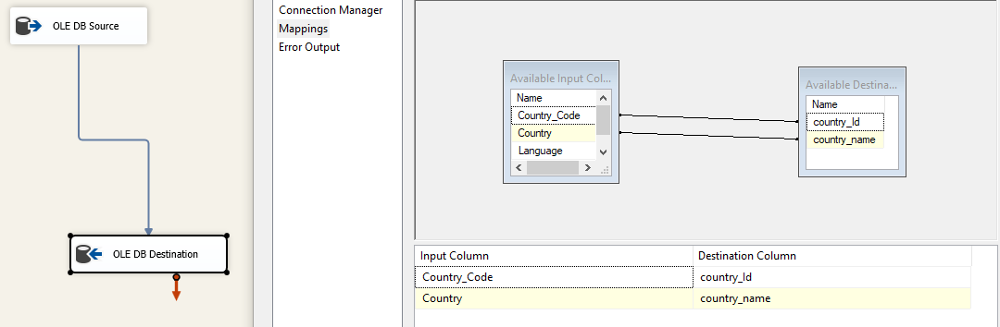 OLE DB Source
OLE DB Destination
Connection Manager
Mappings
Error Output
Available Input Col...
Name
Country_Code
Country
Language
Available Destina...
Name
country_Id
country_name
Input Column Destination Column
Country_Code country_Id
Country country_name